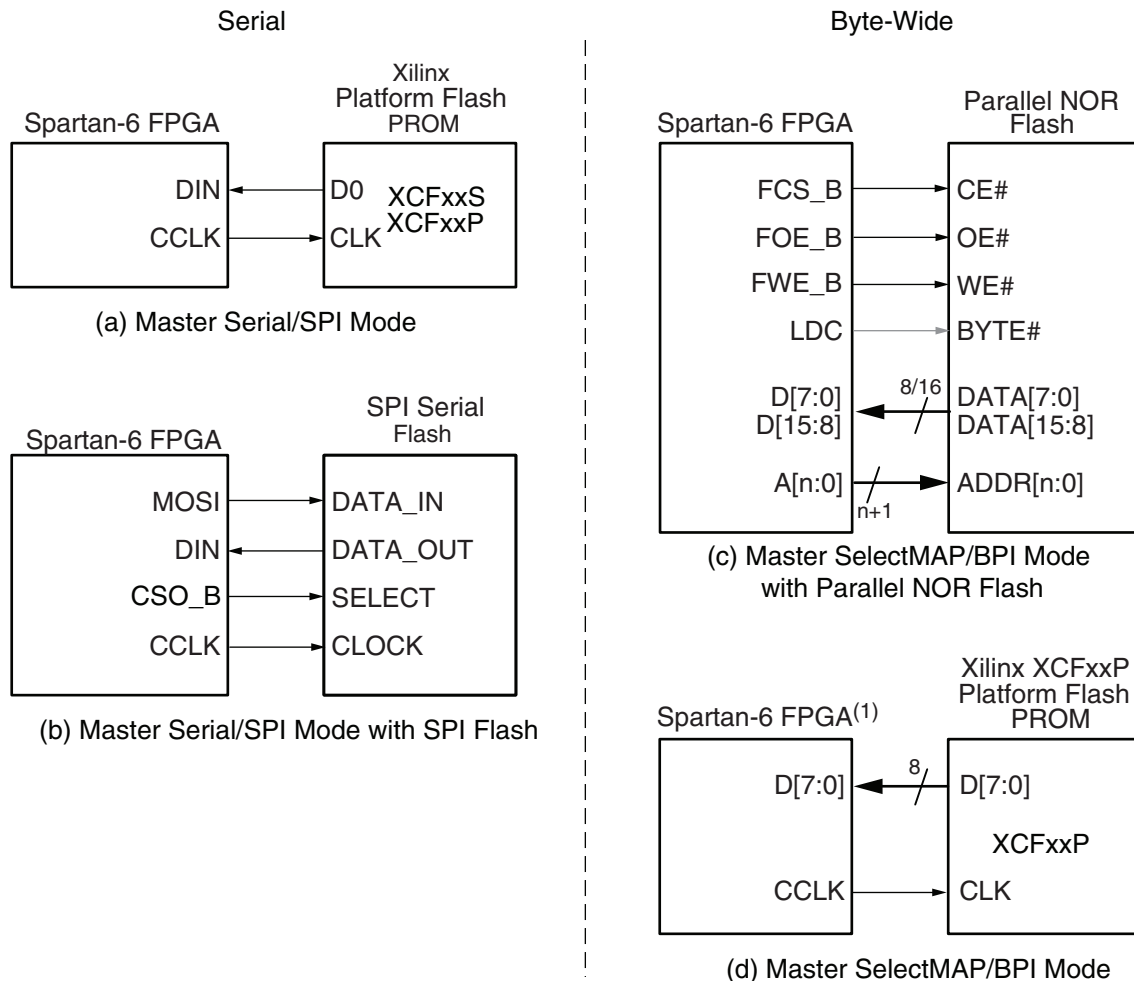 Serial
Byte-Wide
Xilinx
Platform Flash
PROM
Spartan-6 FPGA
DIN
D0
XCFxxS
XCFxxP
CCLK
CLK
(a) Master Serial/SPI Mode
SPI Serial
Flash
Spartan-6 FPGA
MOSI
DATA_IN
DIN
DATA_OUT
CSO_B
SELECT
CCLK
CLOCK
(b) Master Serial/SPI Mode with SPI Flash
Parallel NOR
Flash
Spartan-6 FPGA
FCS_B
CE#
FOE_B
OE#
FWE_B
WE#
LDC
BYTE#
D[7:0]
D[15:8]
8/16
DATA[7:0]
DATA[15:8]
A[n:0]
n+1
ADDR[n:0]
(c) Master SelectMAP/BPI Mode
with Parallel NOR Flash
Xilinx XCFxxP
Platform Flash
PROM
Spartan-6 FPGA(1)
D[7:0]
8
D[7:0]
XCFxxP
CCLK
CLK
(d) Master SelectMAP/BPI Mode